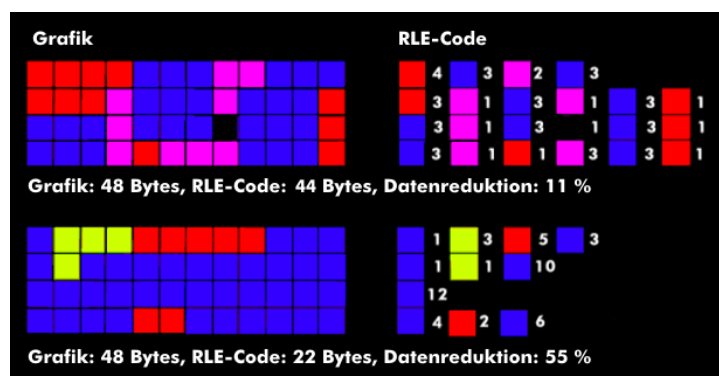 Grafik RLE-Code
4 3 2 3
3 1 3 1 3 1
3 1 3 1 3 1
3 1 1 3 3 1
Grafik: 48 Bytes, RLE-Code: 44 Bytes, Datenreduktion: 11 %
1 3 5 3
1 1 10
12
4 2 6
Grafik: 48 Bytes, RLE-Code: 22 Bytes, Datenreduktion: 55 %